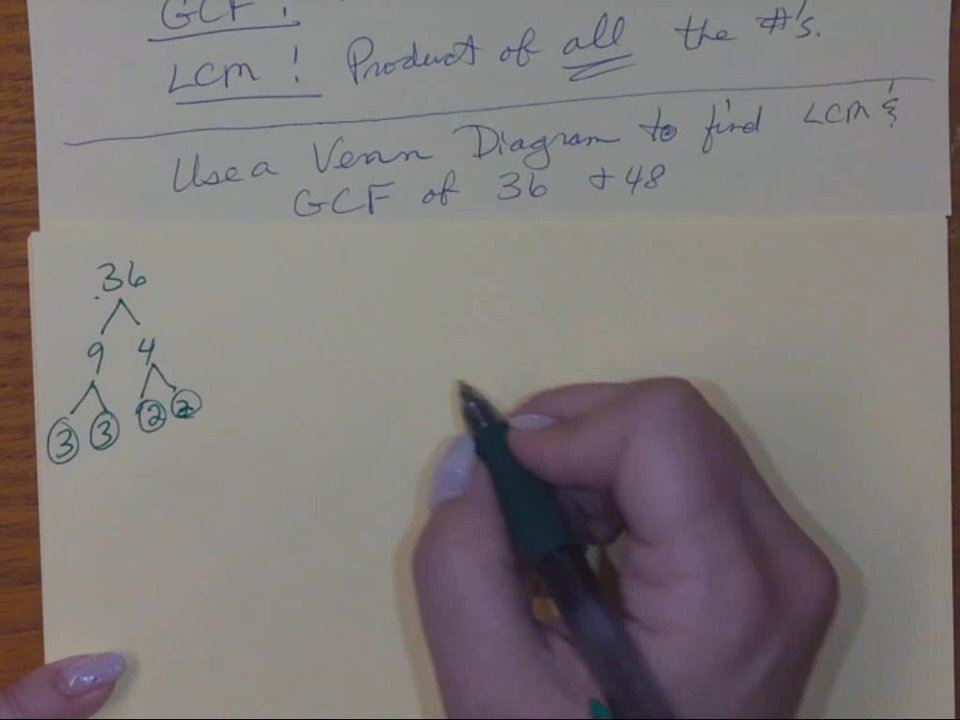 GCF!
LCM! Product of all the #'s.
Use a Venn Diagram to find LCM &
GCF of 36 + 48
36
9 4
3 3 2 2